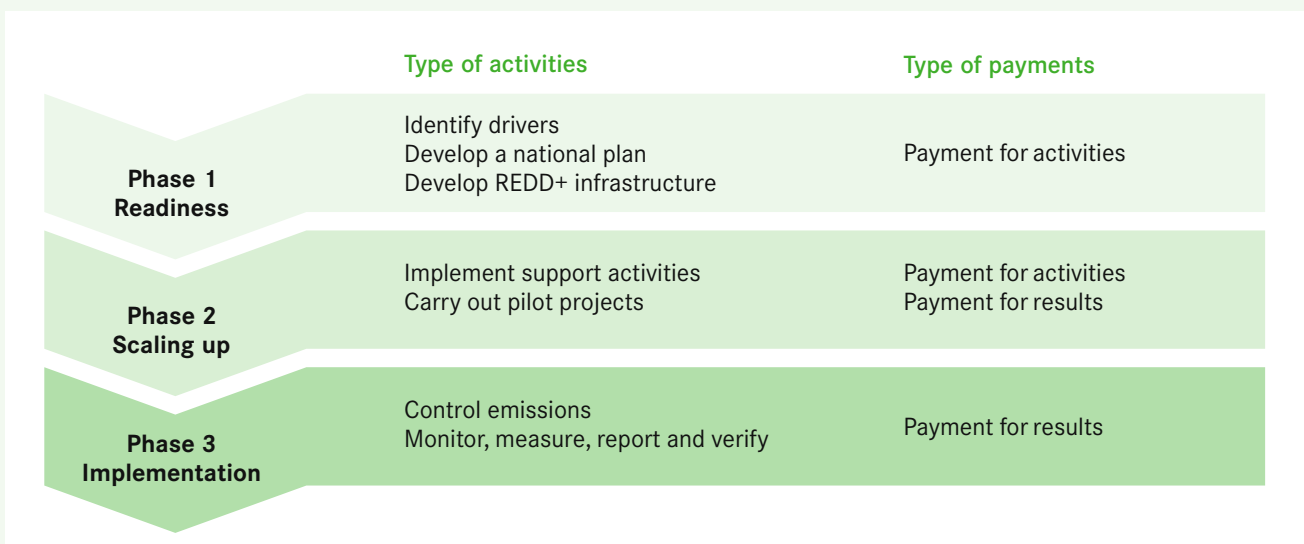 Type of activities
Type of payments
Phase 1
Readiness
Identify drivers
Develop a national plan
Develop REDD+ infrastructure
Payment for activities
Phase 2
Scaling up
Implement support activities
Carry out pilot projects
Payment for activities
Payment for results
Phase 3
Implementation
Control emissions
Monitor, measure, report and verify
Payment for results